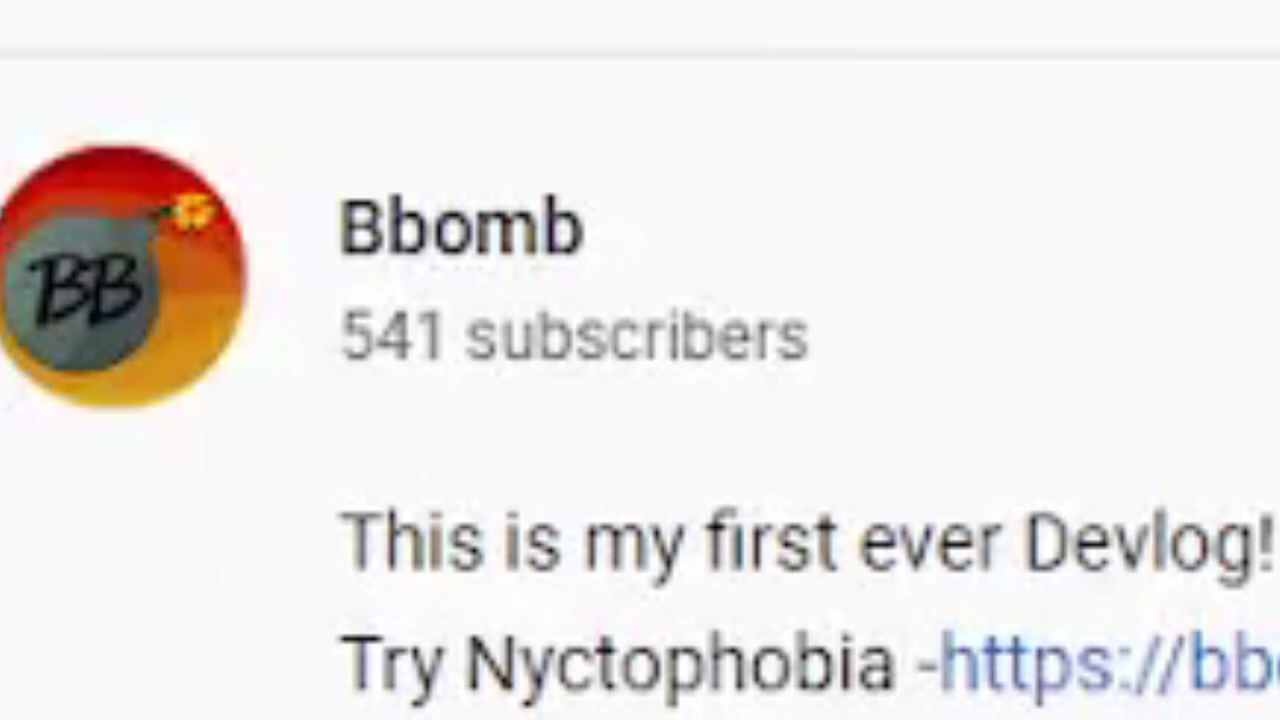 BB
Bbomb
541 subscribers
This is my first ever Devlog!
Try Nyctophobia -https://bb